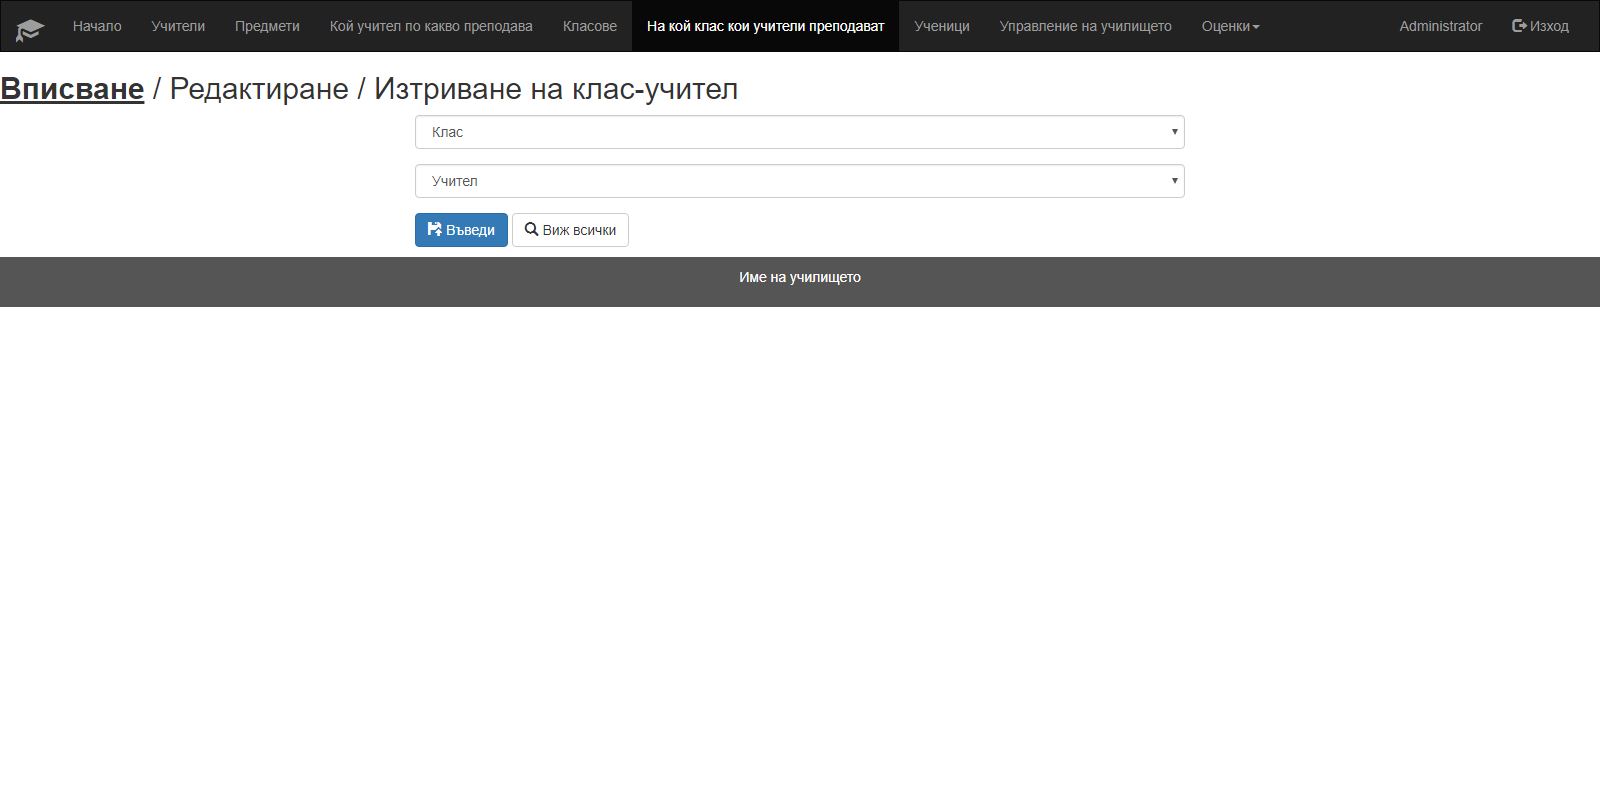 Начало Учители Предмети Кой учител по какво преподава Класове На кой клас кои учители преподават Ученици Управление на училището Оценки Administrator Изход
Вписване / Редактиране / Изтриване на клас-учител
Клас
Учител
Въведи Виж всички
Име на училището